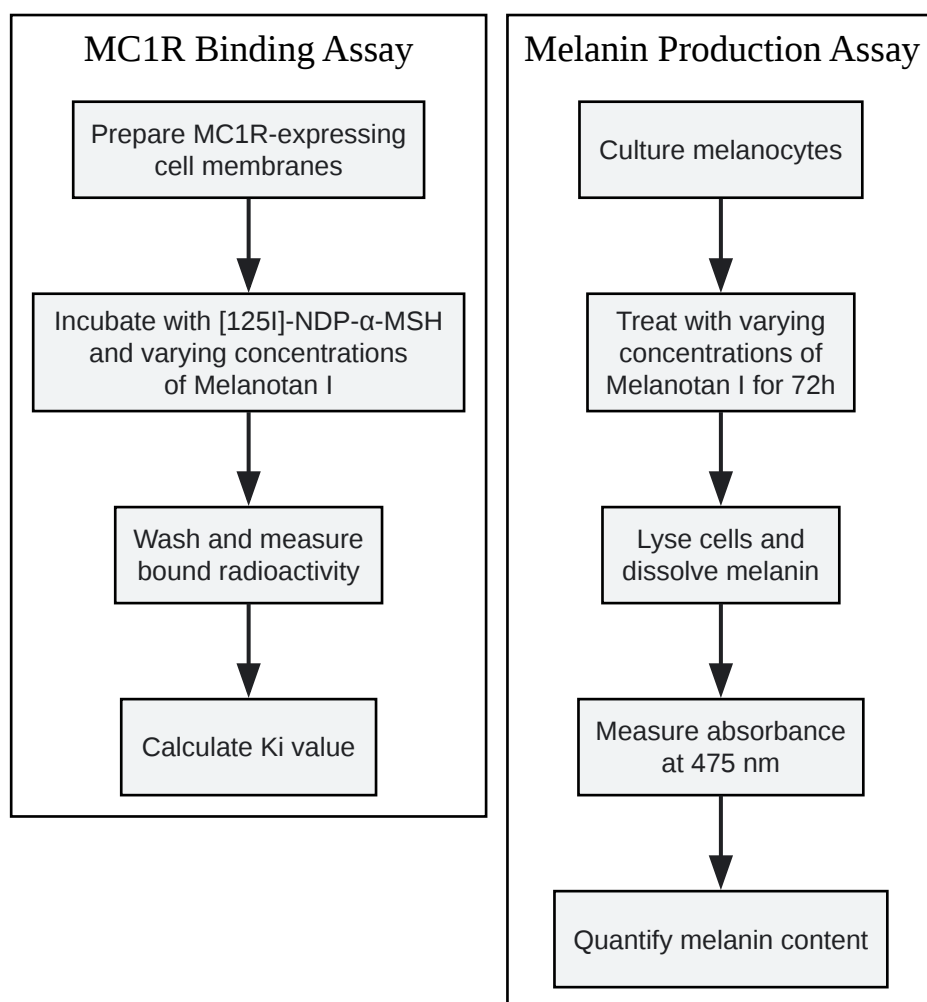 MC1R Binding Assay
Prepare MC1R-expressing
cell membranes
Incubate with [125I]-NDP-α-MSH
and varying concentrations
of Melanotan I
Wash and measure
bound radioactivity
Calculate Ki value
Melanin Production Assay
Culture melanocytes
Treat with varying
concentrations of
Melanotan I for 72h
Lyse cells and
dissolve melanin
Measure absorbance
at 475 nm
Quantify melanin content